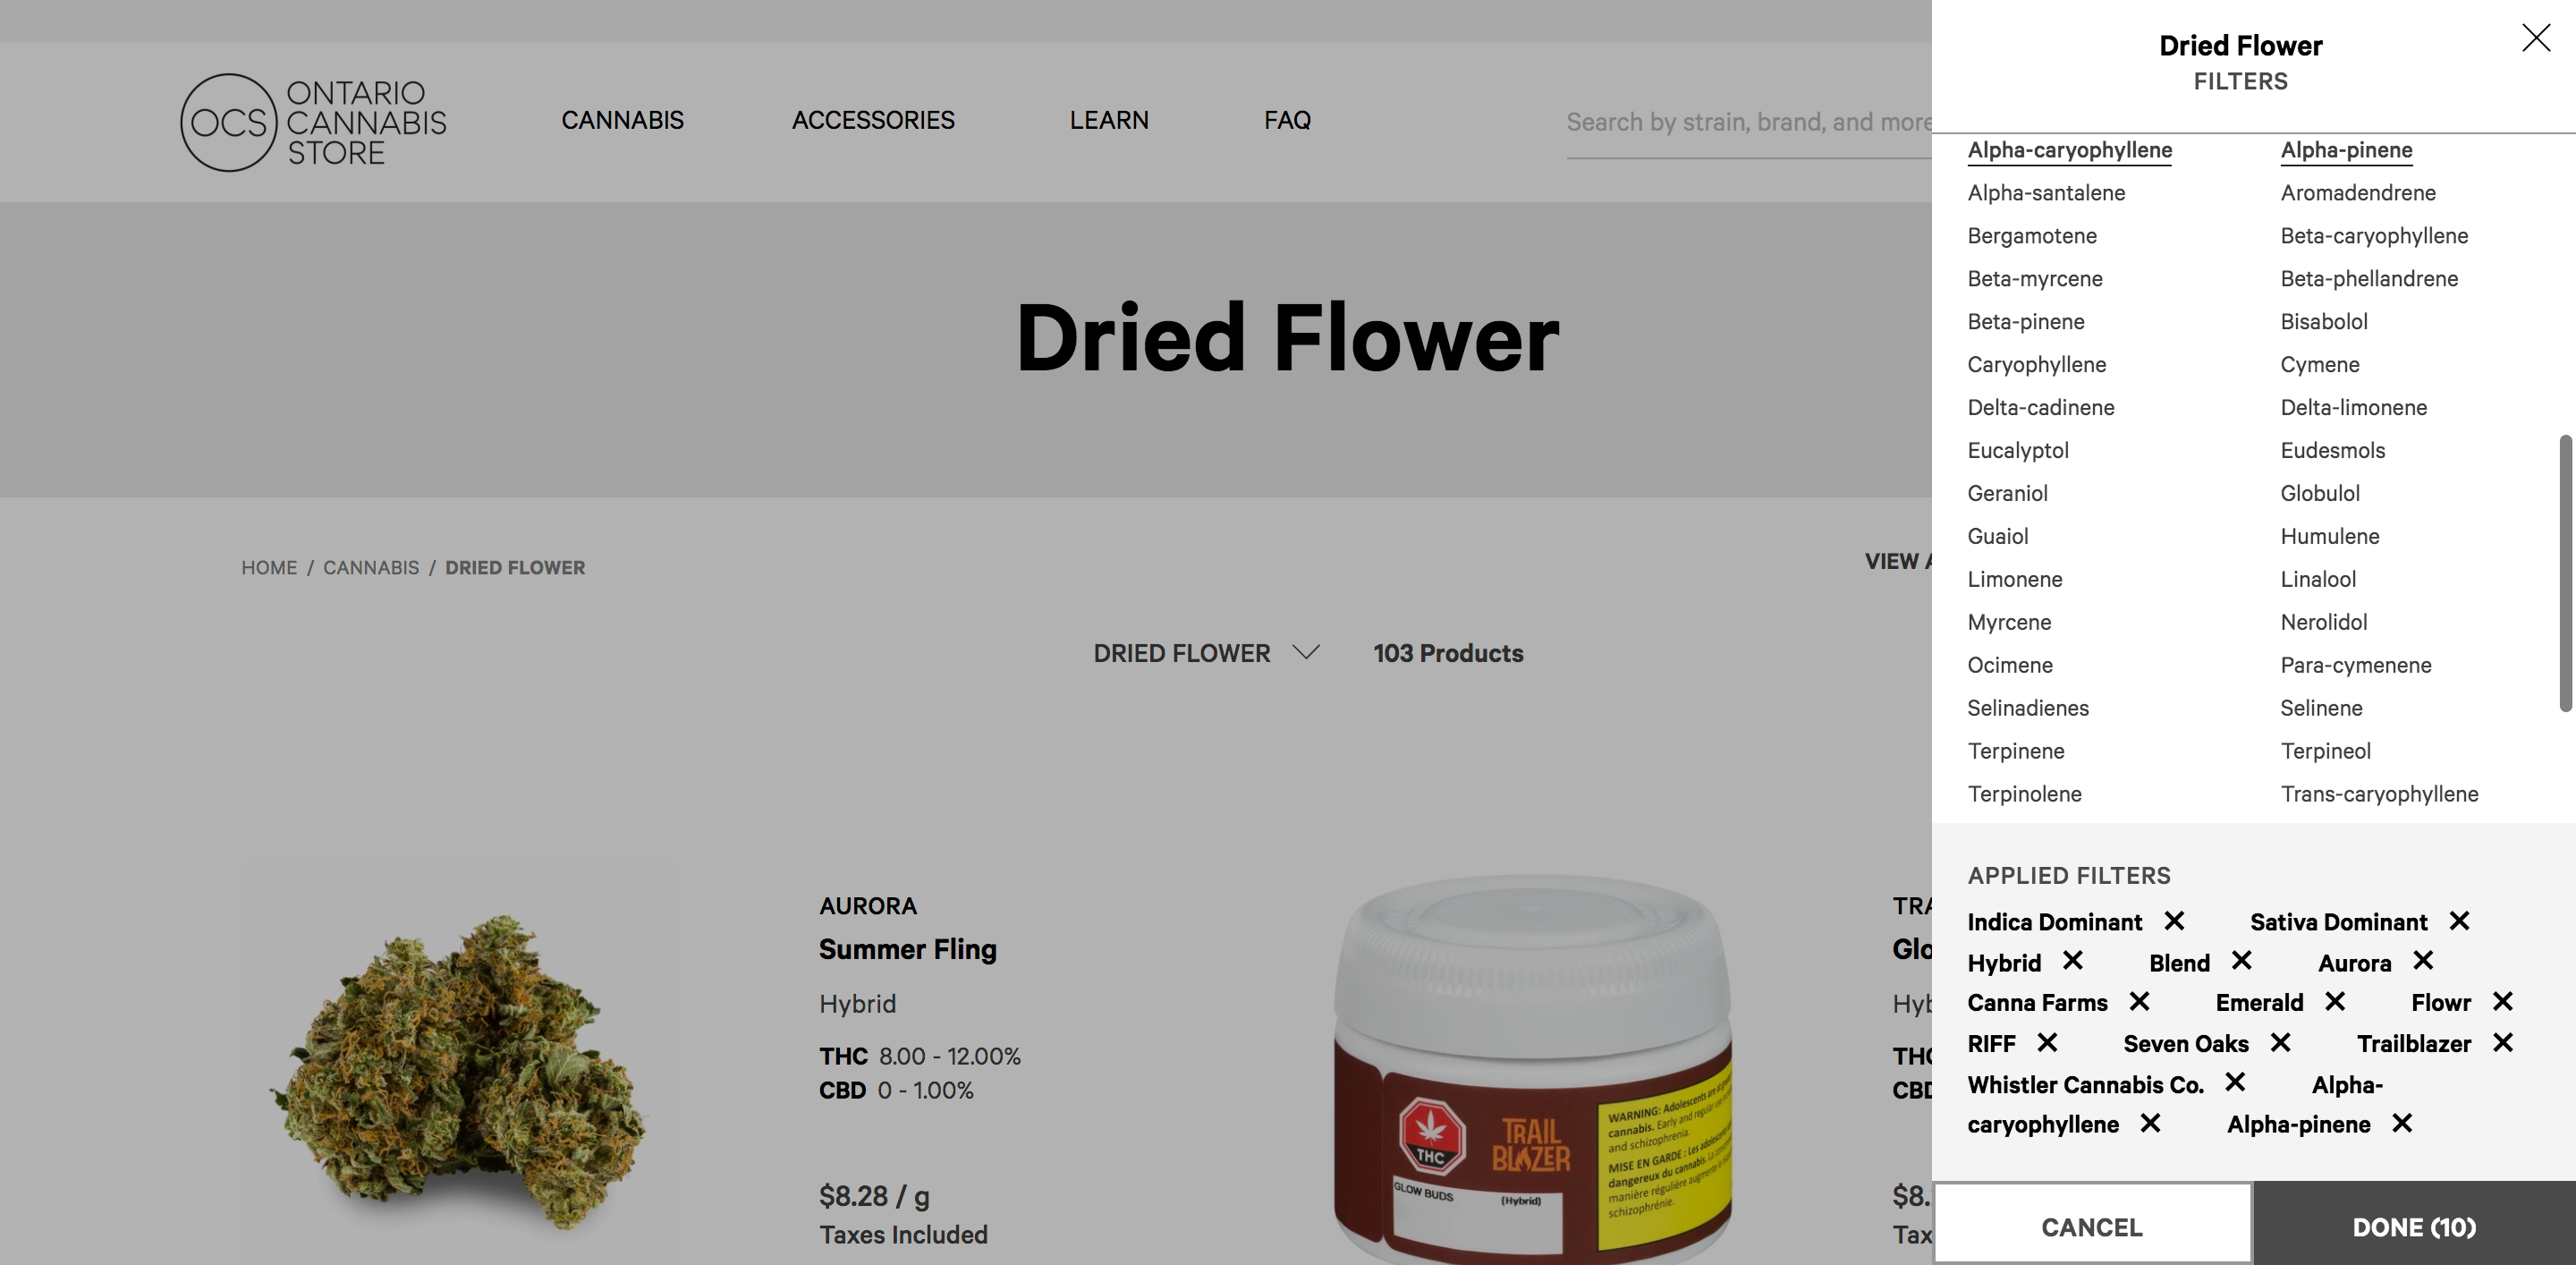 OCS
ONTARIO
CANNABIS
STORE
CANNABIS
ACCESSORIES
LEARN
FAQ
Search by strain, brand, and more
Dried Flower
HOME / CANNABIS / DRIED FLOWER
VIEW
DRIED FLOWER
103 Products
AURORA
Summer Fling
Hybrid
THC 8.00 - 12.00%
CBD 0 - 1.00%
$8.28 / g
Taxes Included
THC
TRAIL
BLAZER
GLOW BUDS (Hybrid)
WARNING: Adolescents are at
cannabis. Early and regular use
and schizophrenia.
MISE EN GARDE : Les adolescents
dangereux du cannabis.
manière régulière augmente
schizophrénie.
TRA
Glo
Hyb
THC
CBD
$8.
Tax
Dried Flower
FILTERS
Alpha-caryophyllene Alpha-pinene
Alpha-santalene Aromadendrene
Bergamotene Beta-caryophyllene
Beta-myrcene Beta-phellandrene
Beta-pinene Bisabolol
Caryophyllene Cymene
Delta-cadinene Delta-limonene
Eucalyptol Eudesmols
Geraniol Globulol
Guaiol Humulene
Limonene Linalool
Myrcene Nerolidol
Ocimene Para-cymenene
Selinadienes Selinene
Terpinene Terpineol
Terpinolene Trans-caryophyllene
APPLIED FILTERS
Indica Dominant Sativa Dominant
Hybrid Blend Aurora
Canna Farms Emerald Flowr
RIFF Seven Oaks Trailblazer
Whistler Cannabis Co. Alpha-
caryophyllene Alpha-pinene
CANCEL
DONE (10)